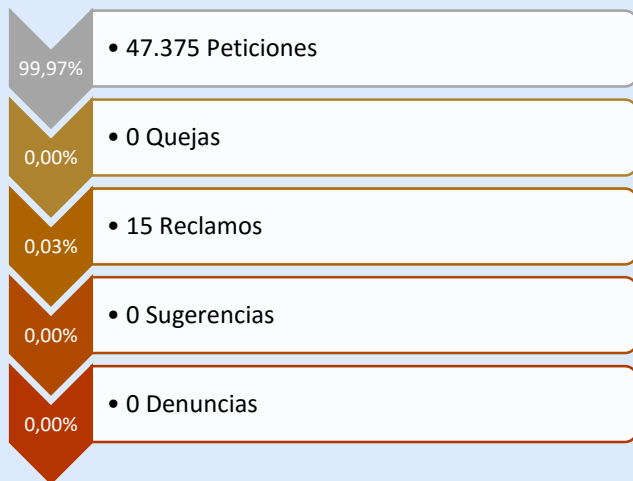 99,97%
• 47.375 Peticiones
0,00%
• 0 Quejas
0,03%
• 15 Reclamos
0,00%
• 0 Sugerencias
0,00%
• 0 Denuncias